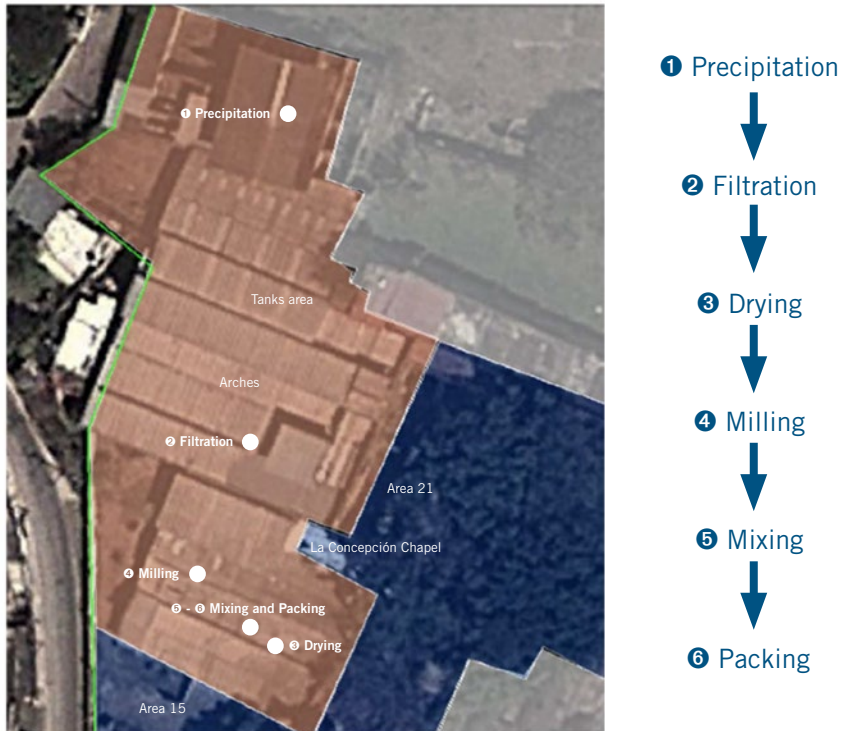 ❶ Precipitation
Tanks area
Arches
❷ Filtration
Area 21
La Concepción Chapel
❹ Milling
❺ - ❻ Mixing and Packing
❸ Drying
Area 15
❶ Precipitation
❷ Filtration
❸ Drying
❹ Milling
❺ Mixing
❻ Packing